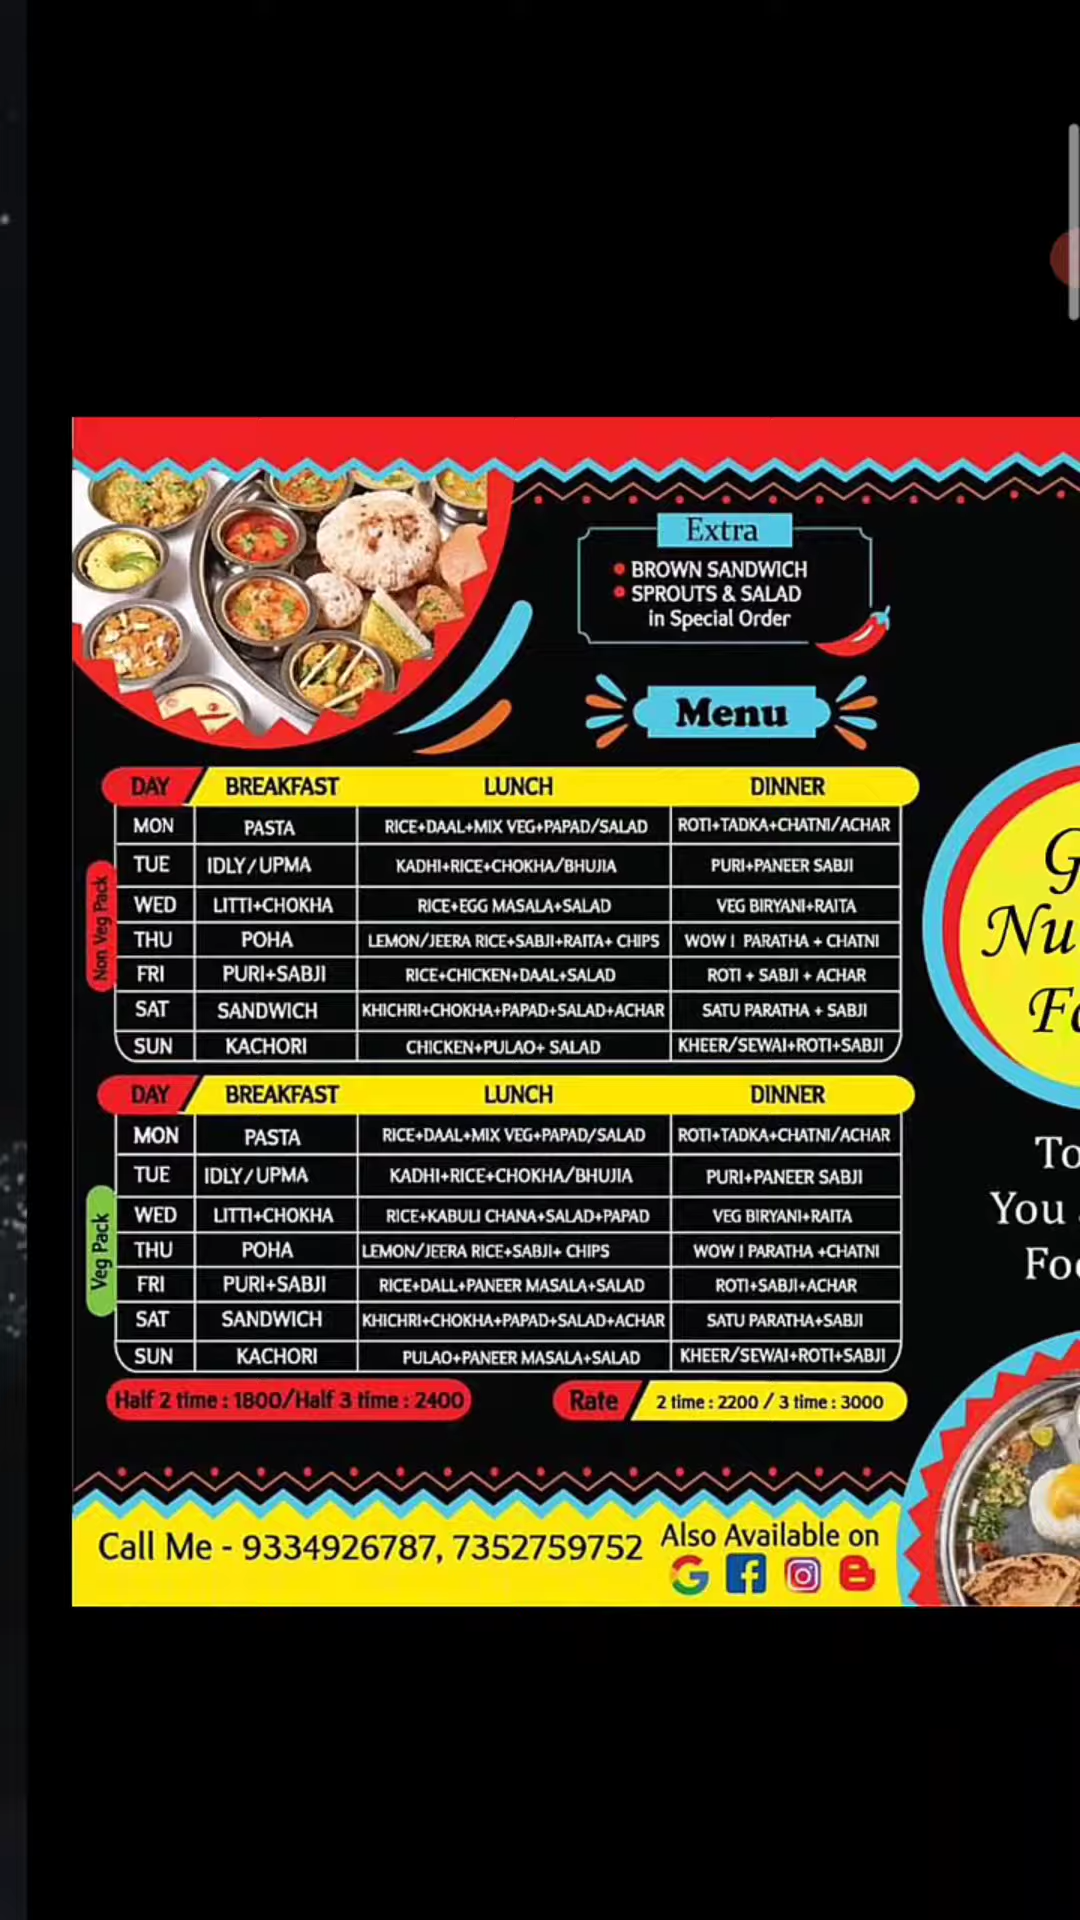 Extra
BROWN SANDWICH
SPROUTS & SALAD
in Special Order
Menu
DAY BREAKFAST LUNCH DINNER
Non Veg Pack
MON PASTA RICE+DAAL+MIX VEG+PAPAD/SALAD ROTI+TADKA+CHATNI/ACHAR
TUE IDLY/UPMA KADHI+RICE+CHOKHA/BHUJIA PURI+PANEER SABJI
WED LITTI+CHOKHA RICE+EGG MASALA+SALAD VEG BIRYANI+RAITA
THU POHA LEMON/JEERA RICE+SABJI+RAITA+ CHIPS WOW I PARATHA + CHATNI
FRI PURI+SABJI RICE+CHICKEN+DAAL+SALAD ROTI + SABJI + ACHAR
SAT SANDWICH KHICHRI+CHOKHA+PAPAD+SALAD+ACHAR SATU PARATHA + SABJI
SUN KACHORI CHICKEN+PULAO+ SALAD KHEER/SEWAI+ROTI+SABJI
DAY BREAKFAST LUNCH DINNER
Veg Pack
MON PASTA RICE+DAAL+MIX VEG+PAPAD/SALAD ROTI+TADKA+CHATNI/ACHAR
TUE IDLY/UPMA KADHI+RICE+CHOKHA/BHUJIA PURI+PANEER SABJI
WED LITTI+CHOKHA RICE+KABULI CHANA+SALAD+PAPAD VEG BIRYANI+RAITA
THU POHA LEMON/JEERA RICE+SABJI+ CHIPS WOW I PARATHA +CHATNI
FRI PURI+SABJI RICE+DALL+PANEER MASALA+SALAD ROTI+SABJI+ACHAR
SAT SANDWICH KHICHRI+CHOKHA+PAPAD+SALAD+ACHAR SATU PARATHA+SABJI
SUN KACHORI PULAO+PANEER MASALA+SALAD KHEER/SEWAI+ROTI+SABJI
Half 2 time : 1800/Half 3 time : 2400 Rate 2 time : 2200 / 3 time : 3000
Call Me - 9334926787, 7352759752
Also Available on
You